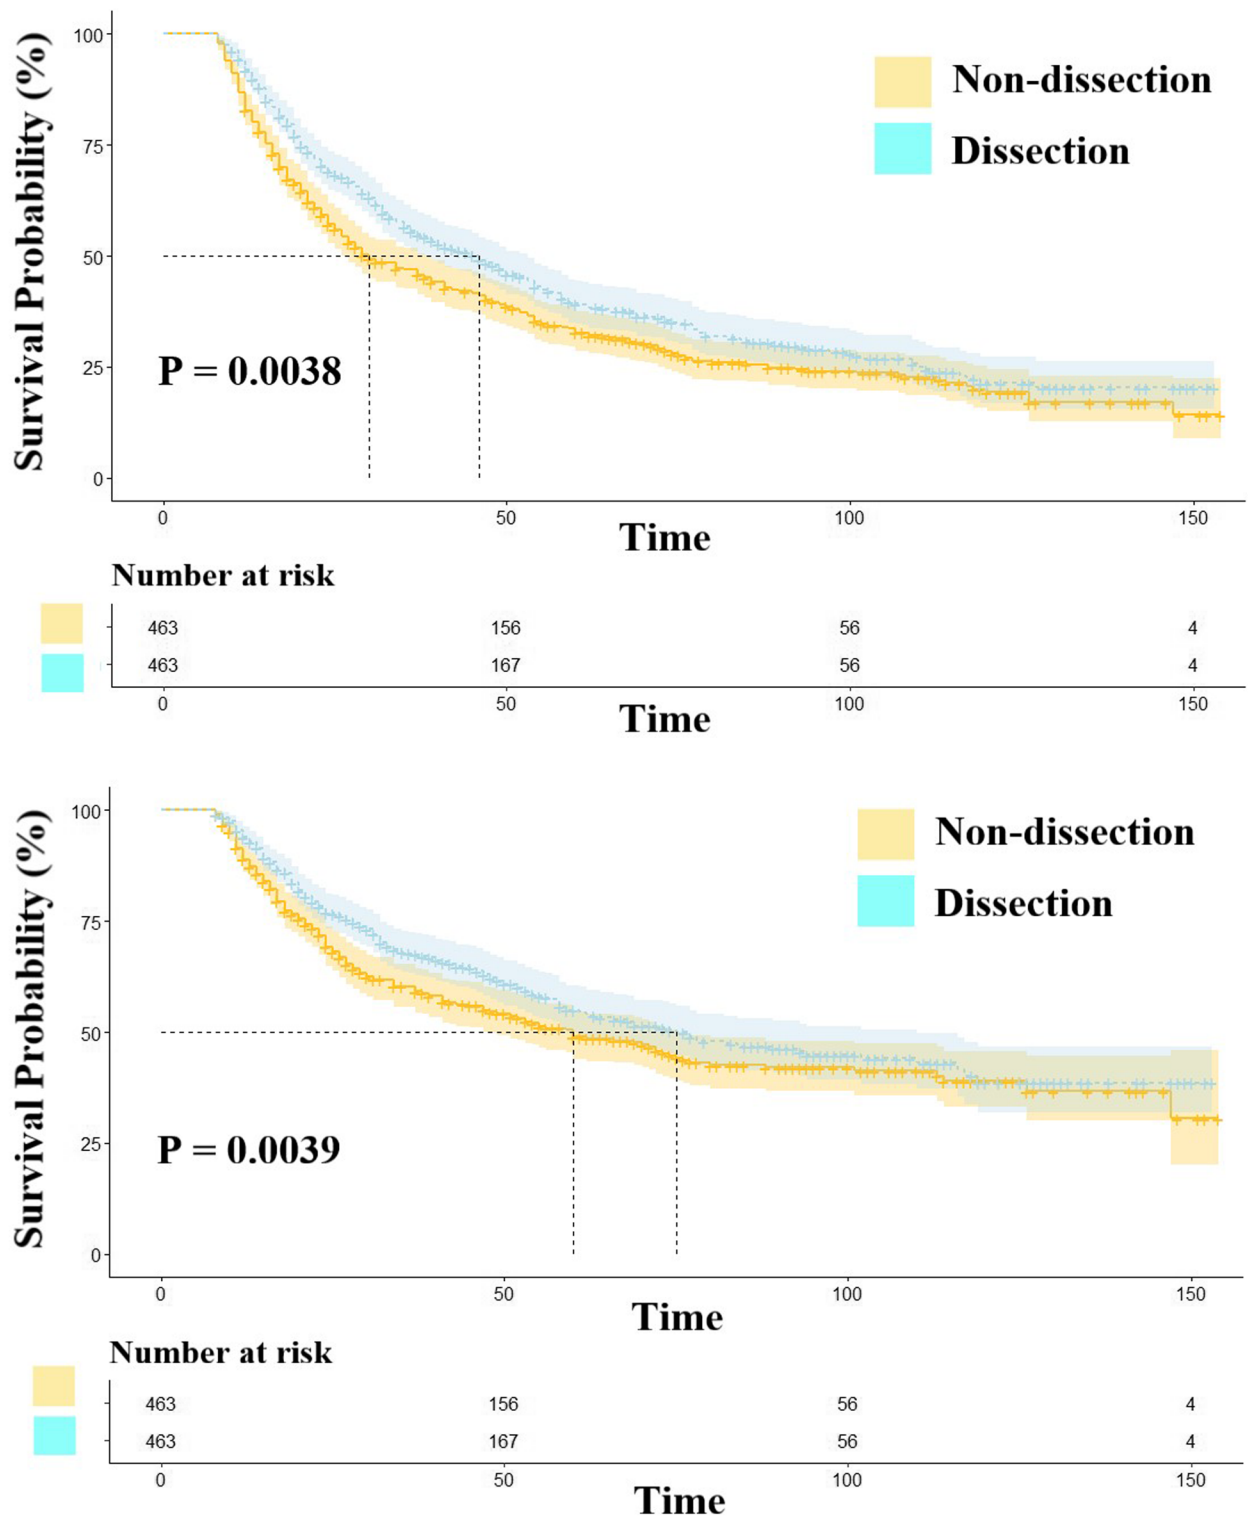 Survival Probability (%)
100
75
50
25
0
Non-dissection
Dissection
P = 0.0038
0 50 100 150
Time
Number at risk
463 156 56 4
463 167 56 4
0 50 100 150
Time
Survival Probability (%)
100
75
50
25
0
Non-dissection
Dissection
P = 0.0039
0 50 100 150
Time
Number at risk
463 156 56 4
463 167 56 4
0 50 100 150
Time